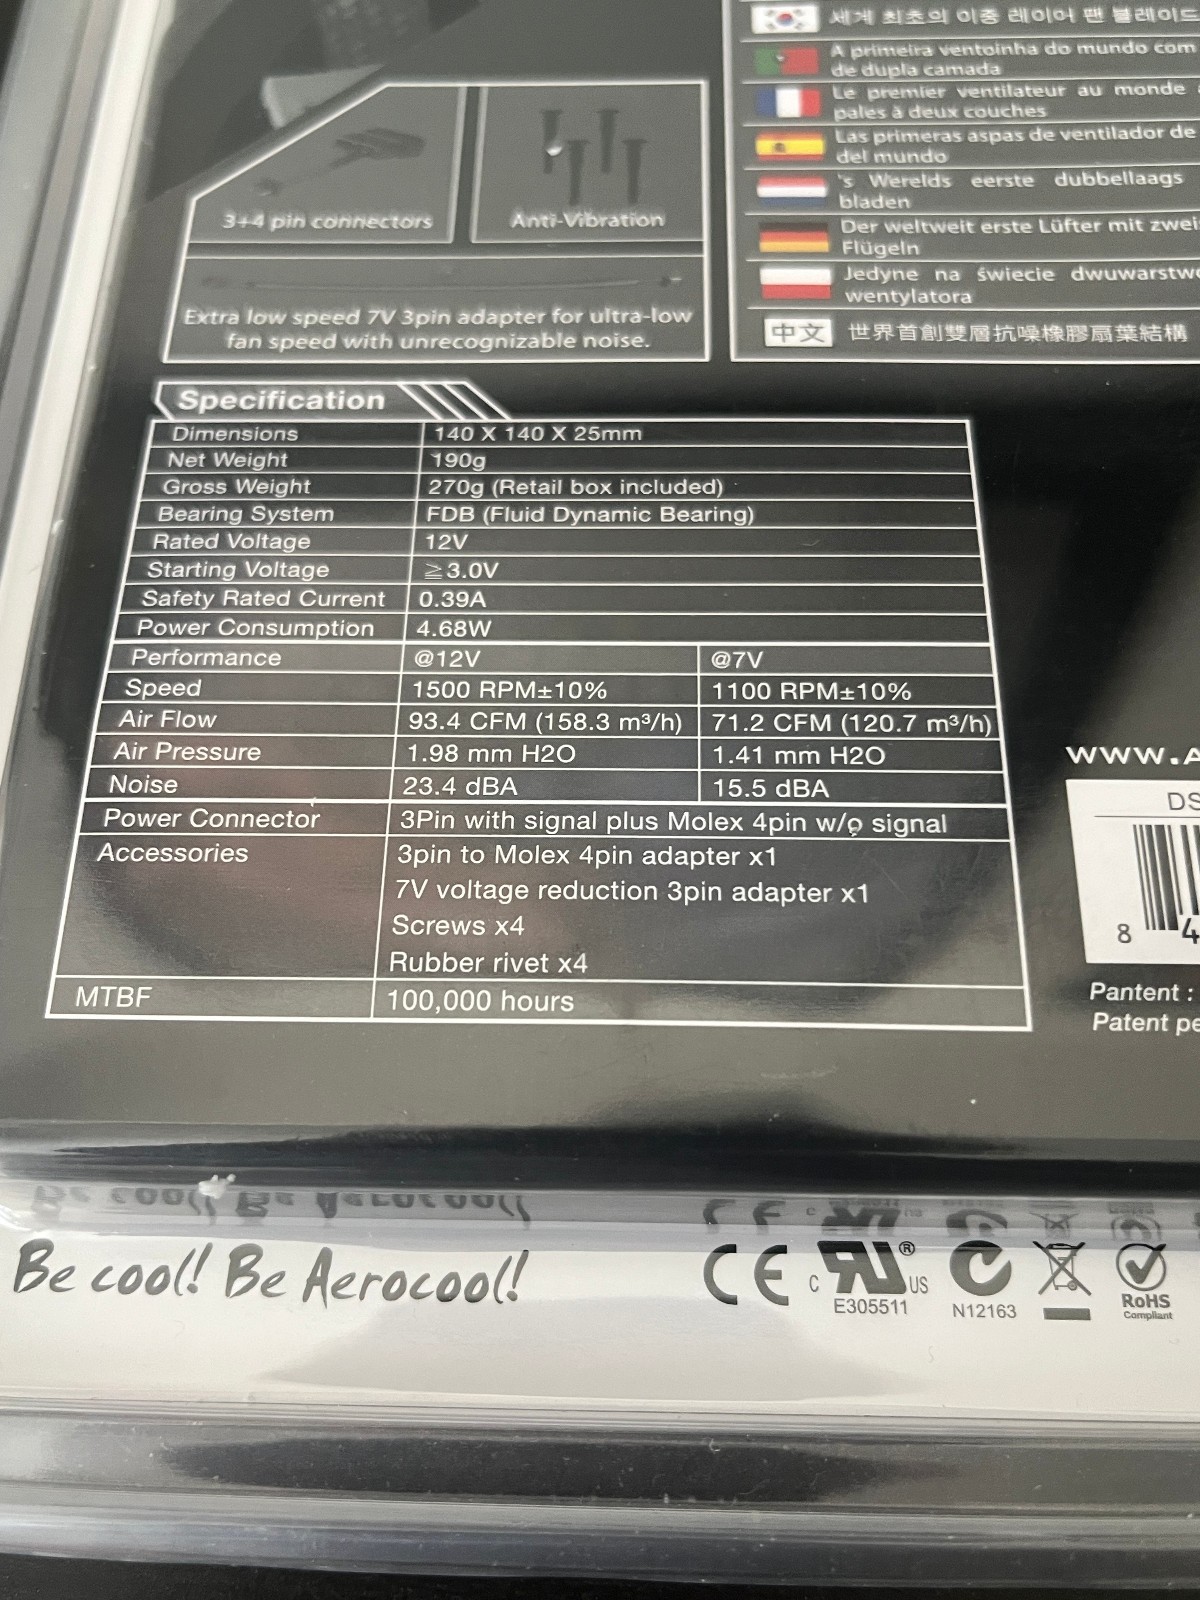 세계 최초의 이중 레이어 팬 블레이드
A primeira ventoinha do mundo com
de dupla camada
Le premier ventilateur au monde
pales à deux couches
Las primeras aspas de ventilador de
del mundo
's Werelds eerste dubbellaags
bladen
Der weltweit erste Lüfter mit zwei
Flügeln
Jedyne na świecie dwuwarstwo
wentylatora
中文 世界首創雙層抗噪橡膠扇葉結構
3+4 pin connectors
Anti-Vibration
Extra low speed 7V 3pin adapter for ultra-low
fan speed with unrecognizable noise.
Specification
Dimensions 140 X 140 X 25mm
Net Weight 190g
Gross Weight 270g (Retail box included)
Bearing System FDB (Fluid Dynamic Bearing)
Rated Voltage 12V
Starting Voltage ≧3.0V
Safety Rated Current 0.39A
Power Consumption 4.68W
Performance @12V @7V
Speed 1500 RPM±10% 1100 RPM±10%
Air Flow 93.4 CFM (158.3 m³/h) 71.2 CFM (120.7 m³/h)
Air Pressure 1.98 mm H2O 1.41 mm H2O
Noise 23.4 dBA 15.5 dBA
Power Connector 3Pin with signal plus Molex 4pin w/o signal
Accessories 3pin to Molex 4pin adapter x1
7V voltage reduction 3pin adapter x1
Screws x4
Rubber rivet x4
MTBF 100,000 hours
WWW.A
DS
8 4
Pantent :
Patent pe
Be cool! Be Aerocool!
CE
C RU ® US
E305511
N12163
RoHS
Compliant